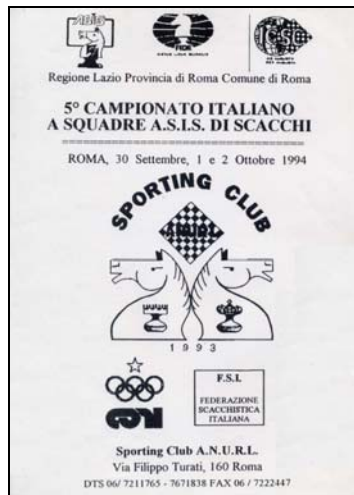 FIDE
Regione Lazio Provincia di Roma Comune di Roma
5° CAMPIONATO ITALIANO
A SQUADRE A.S.I.S. DI SCACCHI
ROMA, 30 Settembre, 1 e 2 Ottobre 1994
SPORTING CLUB
1993
F.S.I.
FEDERAZIONE
SCACCHISTICA
ITALIANA
Sporting Club A.N.U.R.L.
Via Filippo Turati, 160 Roma
DTS 06/ 7211765 - 7671838 FAX 06 / 7222447